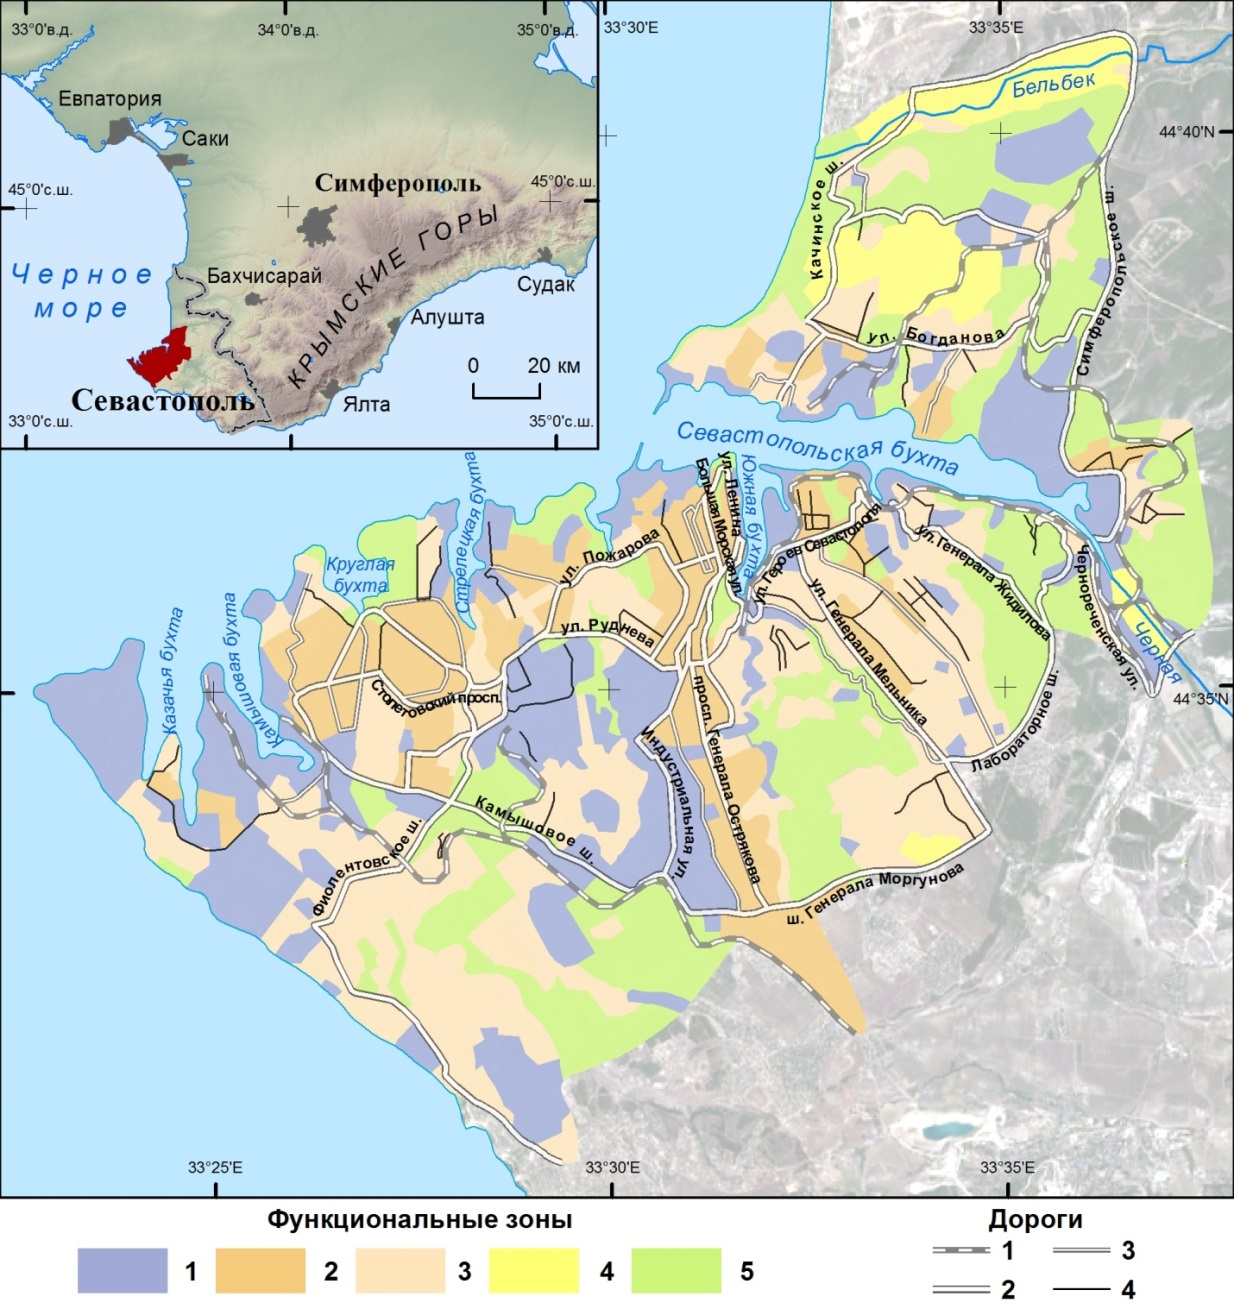 33°0'в.д.
34°0'в.д.
35°0'в.д.
Евпатория
Саки
45°0'с.ш.
Симферополь
45°0'с.ш.
КРЫМСКИЕ ГОРЫ
Черное
море
Бахчисарай
Судак
Алушта
0 20 км
Севастополь
Ялта
33°0'с.ш.
35°0'с.ш.
33°30'E
33°35'E
Бельбек
44°40'N
Качинское ш.
Симферопольское ш.
ул. Богданова
Севастопольская бухта
Южная бухта
ул. Ленина
Большая Морская ул.
Стрелецкая бухта
Круглая
бухта
ул. Пожарова
ул. Героев Севастополя
ул. Генерала Жидилова
Чернореченская ул.
Черная
Казачья бухта
Камышовая бухта
ул. Руднева
ул. Генерала Мельника
Столетовский просп.
44°35'N
Лабораторное ш.
просп. Генерала Острякова
Индустриальная ул.
Камышовое ш.
Фиолентовское ш.
ш. Генерала Моргунова
33°25'E
33°30'E
33°35'E
Функциональные зоны
1 2 3 4 5
Дороги
1 3
2 4